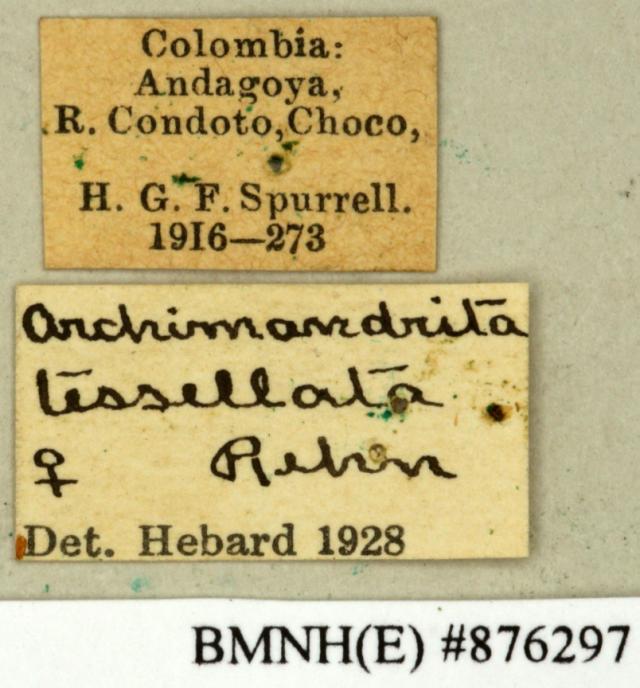 Colombia:
Andagoya,
R. Condoto,Choco,
H. G. F. Spurrell.
1916—273
Archimandrita
tessellata
♀ Rehn
Det. Hebard 1928
BMNH(E) #876297